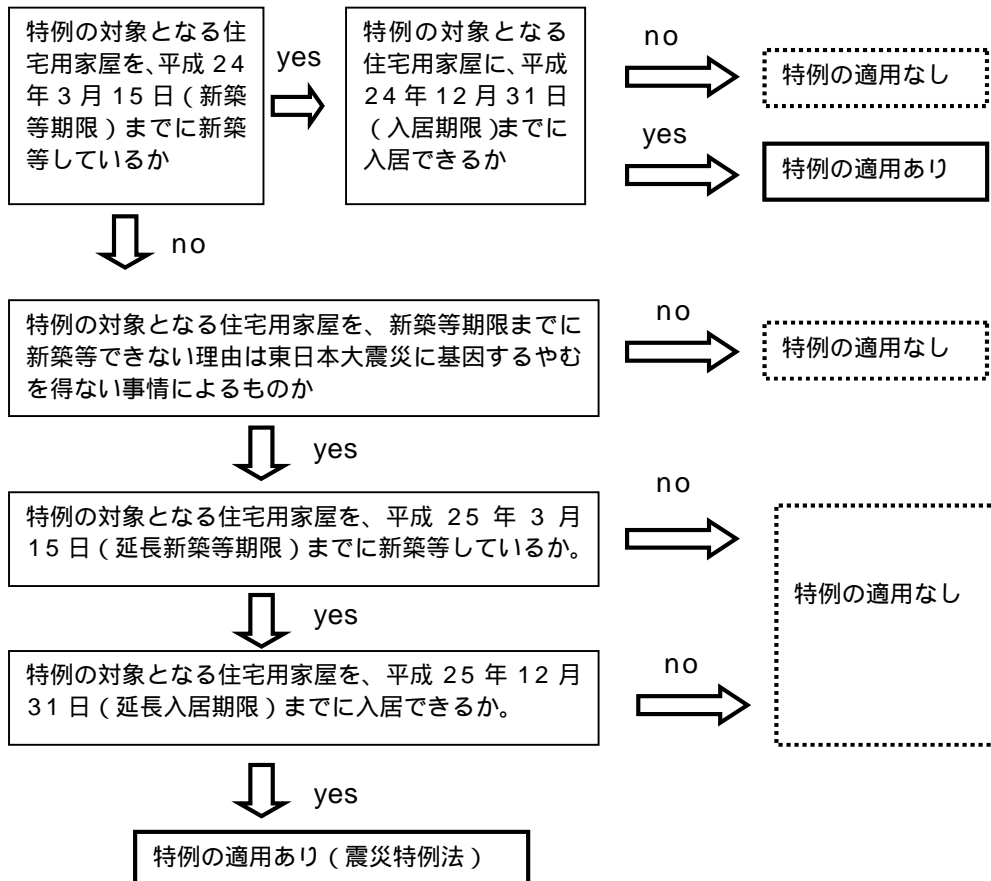 特例の対象となる住
宅用家屋を、平成24
年3月15日（新築
等期限）までに新築
等しているか
yes
特例の対象となる
住宅用家屋に、平成
24年12月31日
（入居期限）までに
入居できるか
no
特例の適用なし
yes
特例の適用あり
no
特例の対象となる住宅用家屋を、新築等期限までに
新築等できない理由は東日本大震災に基因するやむ
を得ない事情によるものか
no
特例の適用なし
yes
特例の対象となる住宅用家屋を、平成 25 年 3 月
15日（延長新築等期限）までに新築等しているか。
no
特例の適用なし
yes
特例の対象となる住宅用家屋を、平成 25 年 12 月
31日（延長入居期限）までに入居できるか。
no
yes
特例の適用あり（震災特例法）